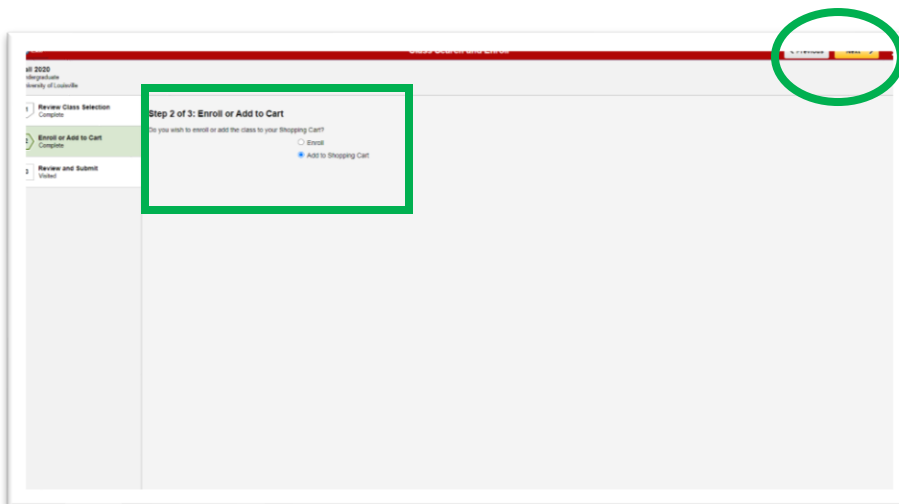 Class Search and Enroll
Previous
Next
all 2020
ndergraduate
niversity of Louisville
Review Class Selection
Complete
Enroll or Add to Cart
Complete
Review and Submit
Visited
Step 2 of 3: Enroll or Add to Cart
Do you wish to enroll or add the class to your Shopping Cart?
Enroll
Add to Shopping Cart